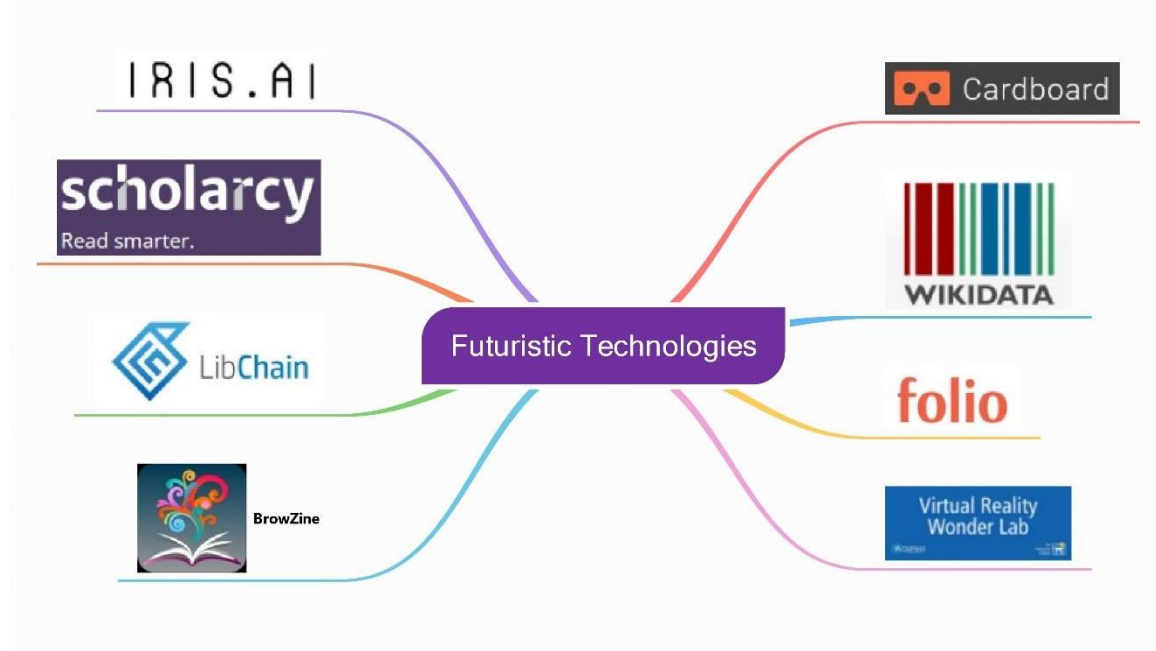 IRIS.AI
scholarcy
Read smarter.
LibChain
BrowZine
Futuristic Technologies
Cardboard
WIKIDATA
folio
Virtual Reality
Wonder Lab